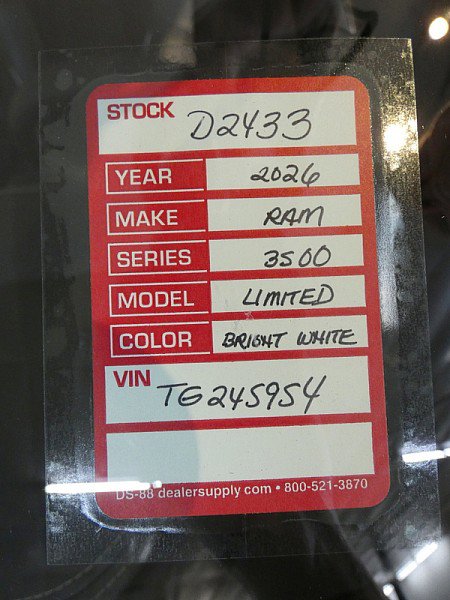 STOCK D2433
YEAR 2026
MAKE RAM
SERIES 3500
MODEL LIMITED
COLOR BRIGHT WHITE
VIN TG245954
DS-88 dealersupply com • 800-521-3870